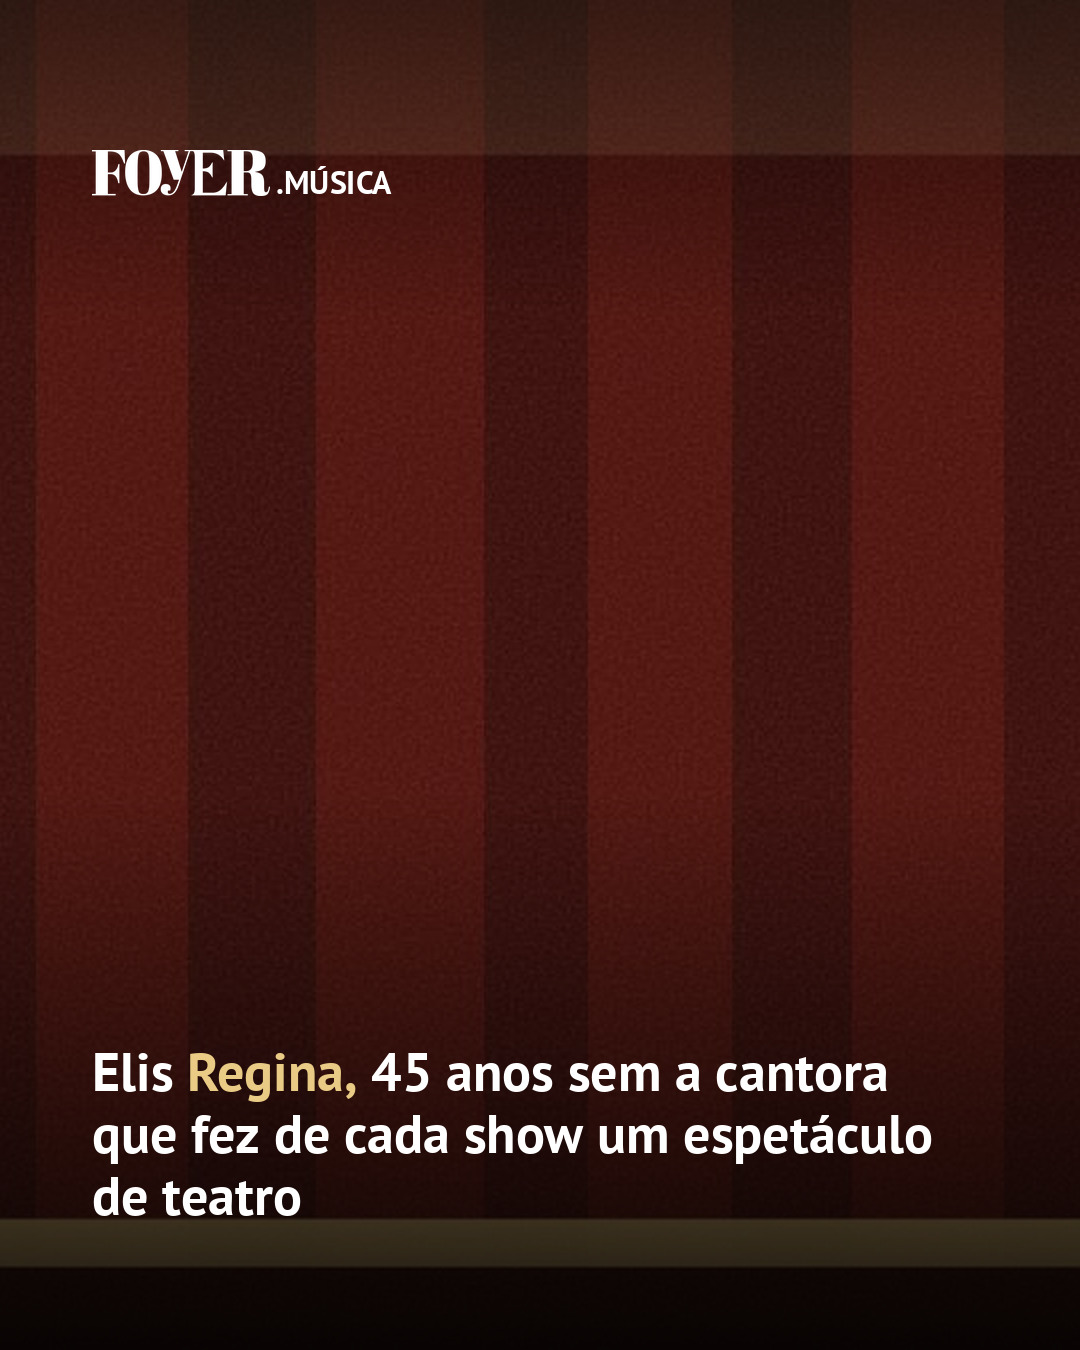 FOYER.MÚSICA
Elis Regina, 45 anos sem a cantora
que fez de cada show um espetáculo
de teatro